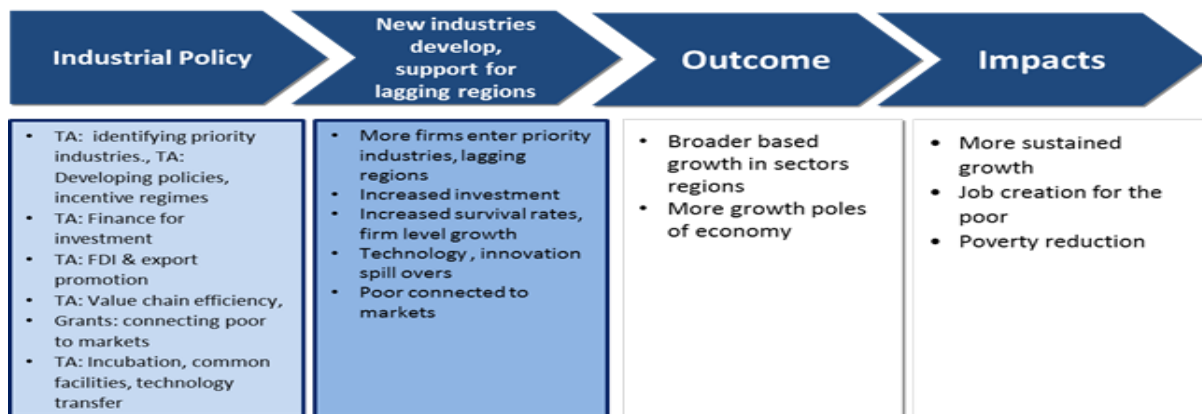 Industrial Policy
New industries
develop,
support for
lagging regions
Outcome
Impacts
• TA: identifying priority
industries., TA:
Developing policies,
incentive regimes
• TA: Finance for
investment
• TA: FDI & export
promotion
• TA: Value chain efficiency,
• Grants: connecting poor
to markets
• TA: Incubation, common
facilities, technology
transfer
• More firms enter priority
industries, lagging
regions
• Increased investment
• Increased survival rates,
firm level growth
• Technology , innovation
spill overs
• Poor connected to
markets
• Broader based
growth in sectors
regions
• More growth poles
of economy
• More sustained
growth
• Job creation for the
poor
• Poverty reduction